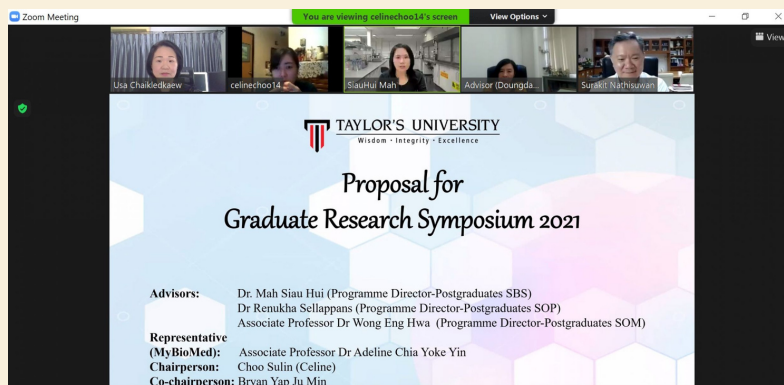 Zoom Meeting
You are viewing celinechoo14's screen View Options
View
Usa Chaikledkaew
celinechoo14
SiauHui Mah
Advisor (Doungda...
Surakit Nathisuwan
TAYLOR'S UNIVERSITY
Wisdom · Integrity · Excellence
Proposal for
Graduate Research Symposium 2021
Advisors: Dr. Mah Siau Hui (Programme Director-Postgraduates SBS)
Dr Renukha Sellappans (Programme Director-Postgraduates SOP)
Associate Professor Dr Wong Eng Hwa (Programme Director-Postgraduates SOM)
Representative
(MyBioMed): Associate Professor Dr Adeline Chia Yoke Yin
Chairperson: Choo Sulin (Celine)
Co-chairperson: Bryan Yap Ju Min